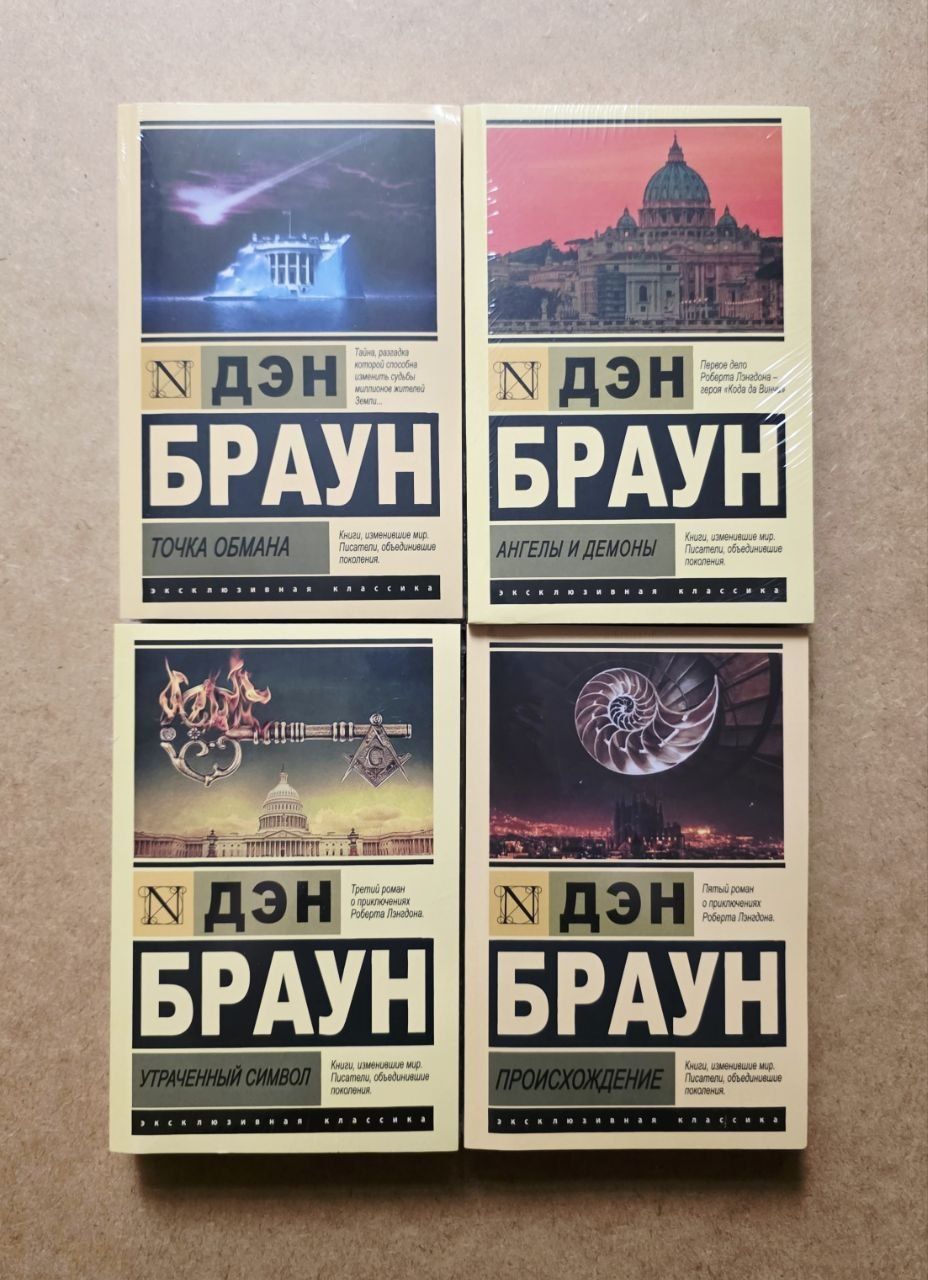 N
ДЭН
Тайна, разгадка
которой способна
изменить судьбы
миллионов жителей
Земли...
БРАУН
ТОЧКА ОБМАНА
Книги, изменившие мир.
Писатели, объединившие
поколения.
эксклюзивная классика
N
ДЭН
Первое дело
Роберта Лэнгдона –
героя «Кода да Винчи»
БРАУН
АНГЕЛЫ И ДЕМОНЫ
Книги, изменившие мир.
Писатели, объединившие
поколения.
эксклюзивная классика
G
N
ДЭН
Третий роман
о приключениях
Роберта Лэнгдона.
БРАУН
УТРАЧЕННЫЙ СИМВОЛ
Книги, изменившие мир.
Писатели, объединившие
поколения.
эксклюзивная классика
N
ДЭН
Пятый роман
о приключениях
Роберта Лэнгдона.
БРАУН
ПРОИСХОЖДЕНИЕ
Книги, изменившие мир.
Писатели, объединившие
поколения.
эксклюзивная классика